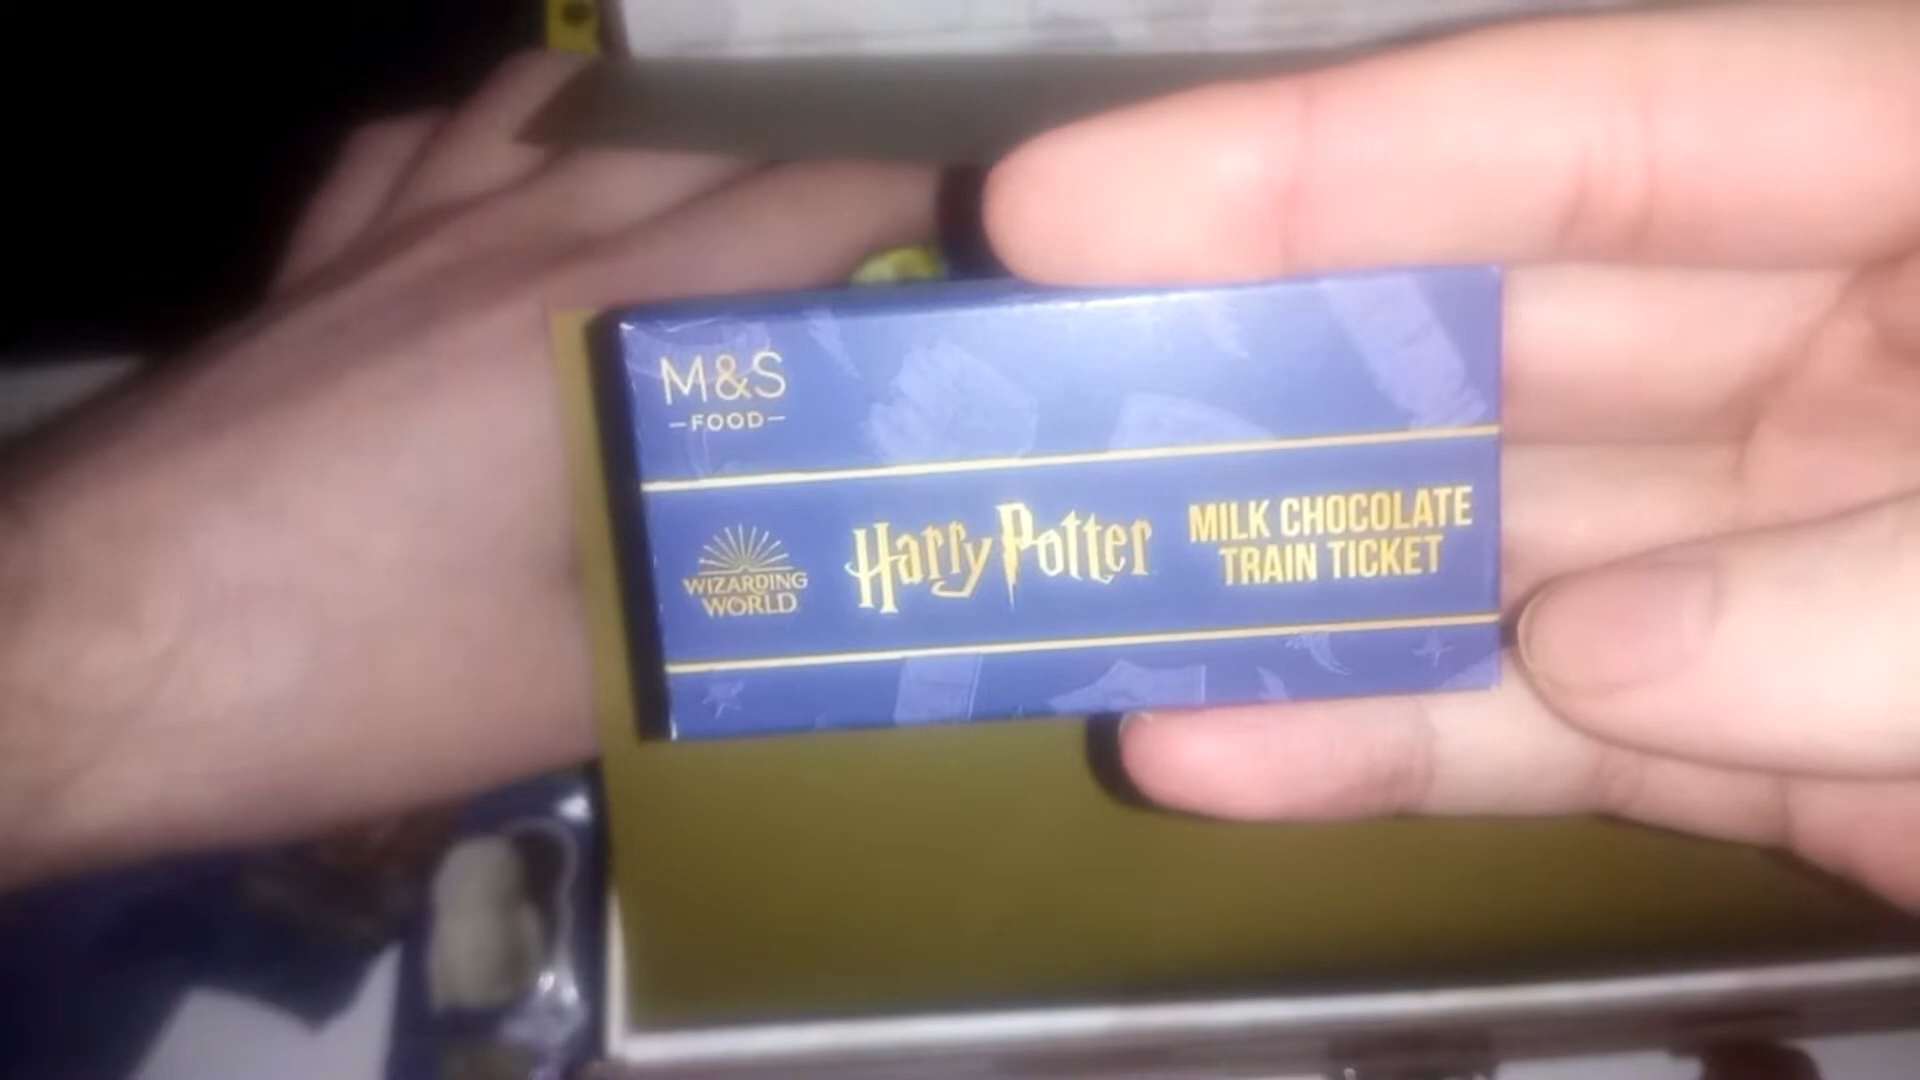 M&S
-FOOD-
WIZARDING
WORLD
Harry Potter
MILK CHOCOLATE
TRAIN TICKET